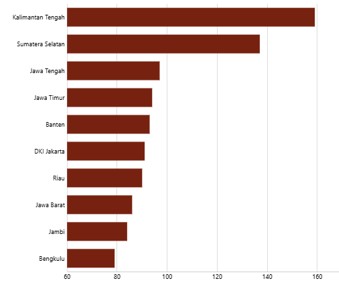 Kalimantan Tengah
Sumatera Selatan
Jawa Tengah
Jawa Timur
Banten
DKI Jakarta
Riau
Jawa Barat
Jambi
Bengkulu
60 80 100 120 140 160